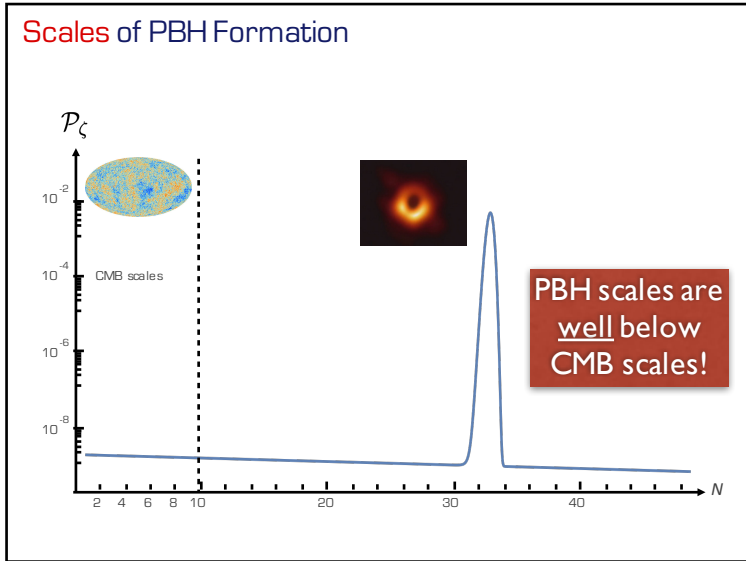 Scales of PBH Formation
𝒫ζ
10⁻²
CMB scales
10⁻⁴
PBH scales are
well below
CMB scales!
10⁻⁶
10⁻⁸
N
2 4 6 8 10 20 30 40